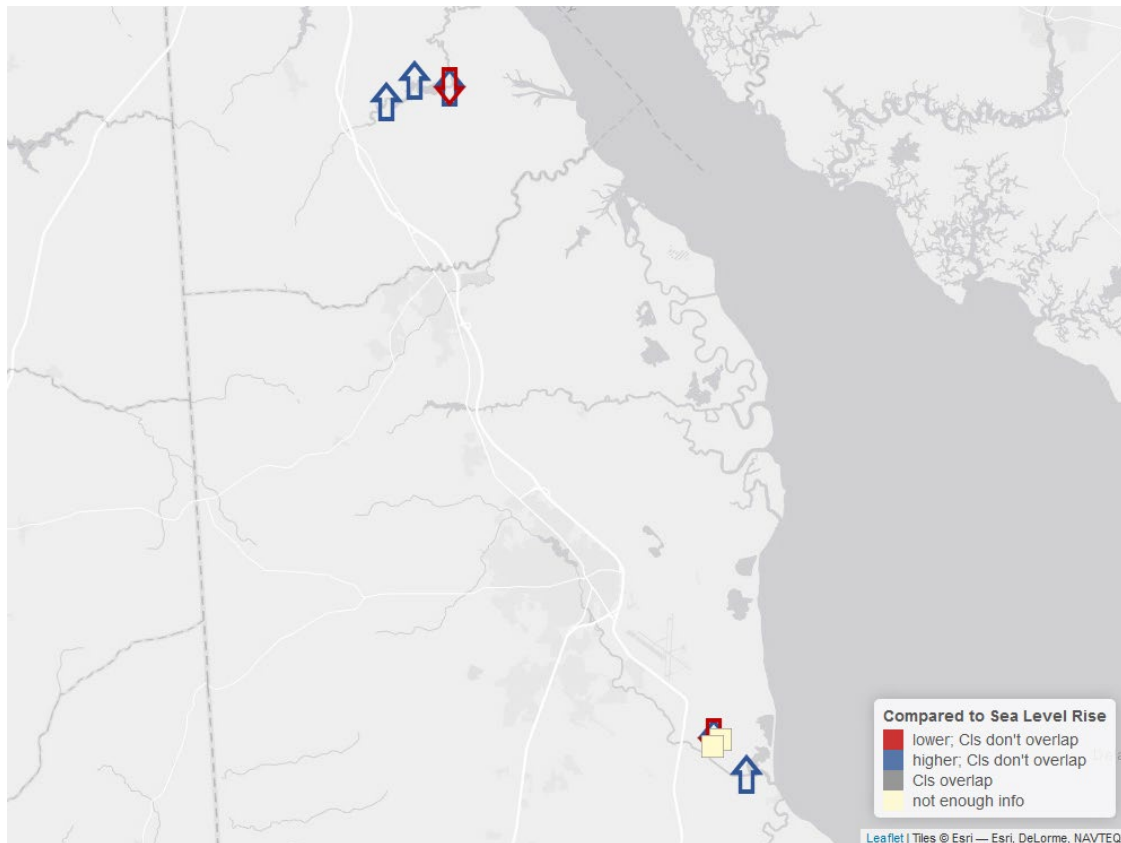 Compared to Sea Level Rise
lower; CIs don't overlap
higher; CIs don't overlap
CIs overlap
not enough info
Leaflet | Tiles © Esri — Esri, DeLorme, NAVTEQ